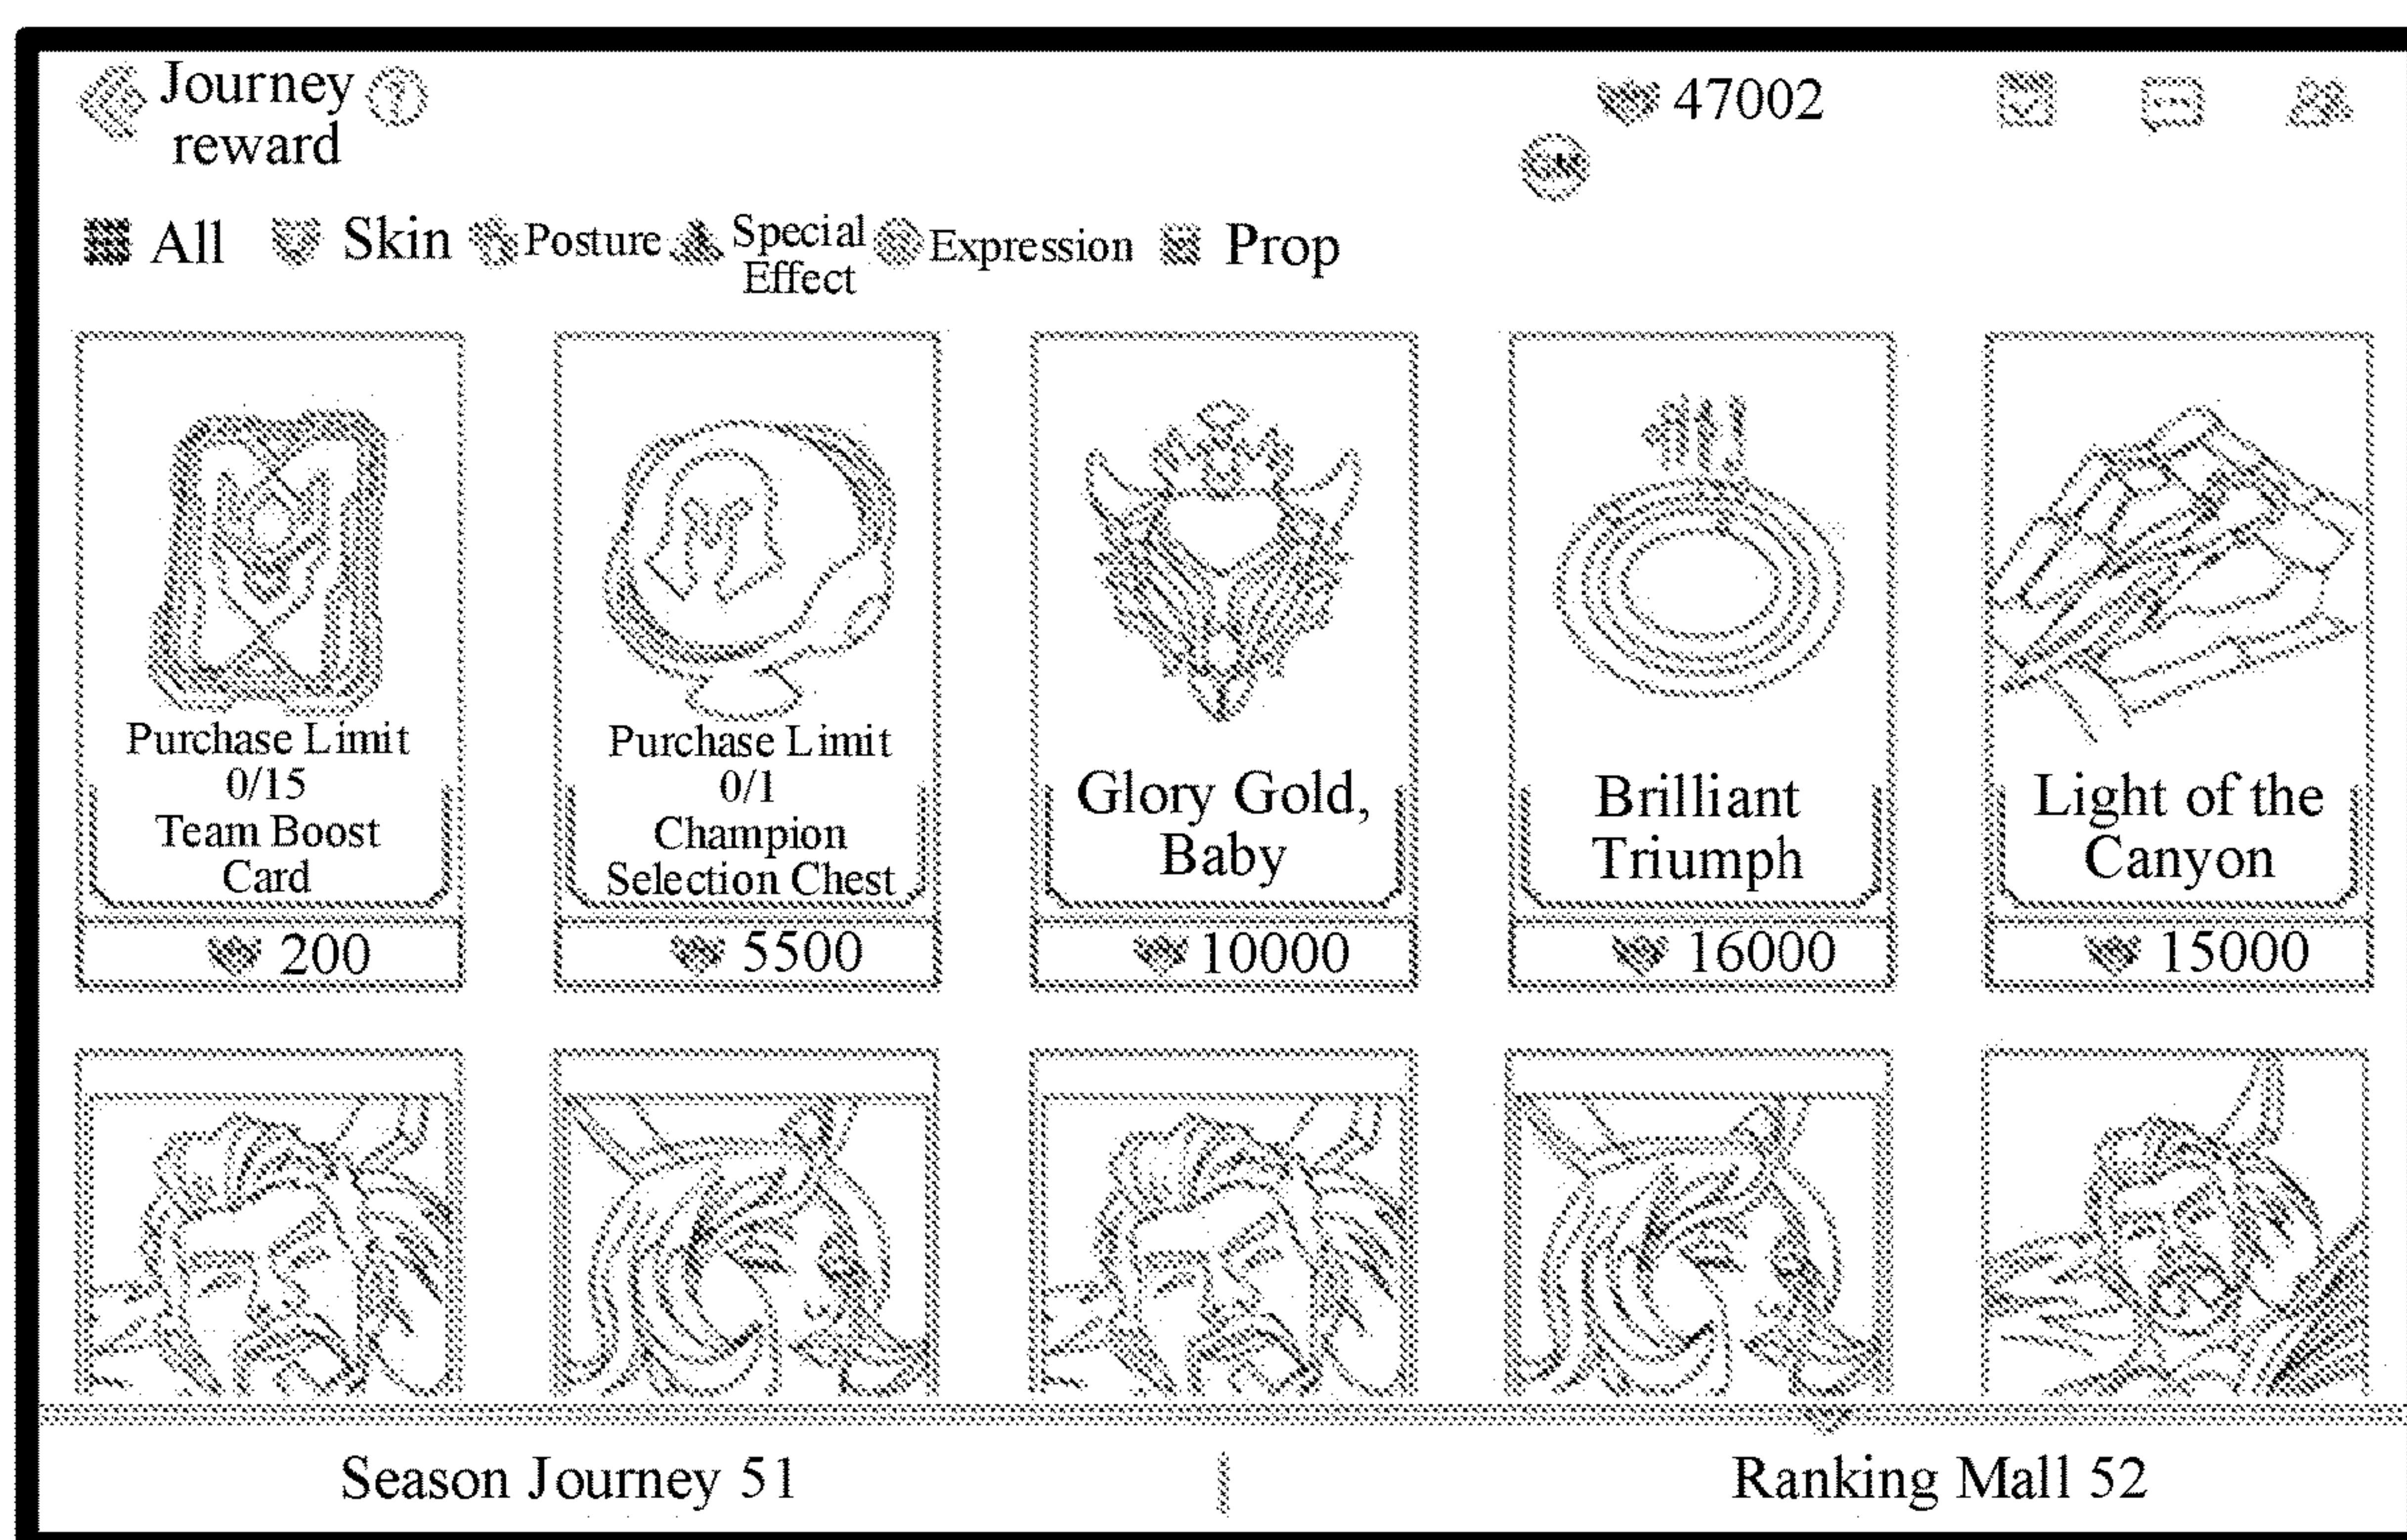 Journey
reward
47002
All Skin Posture Special Effect Expression Prop
Purchase Limit
0/15
Team Boost
Card
200
Purchase Limit
0/1
Champion
Selection Chest
5500
Glory Gold,
Baby
10000
Brilliant
Triumph
16000
Light of the
Canyon
15000
Season Journey 51
Ranking Mall 52